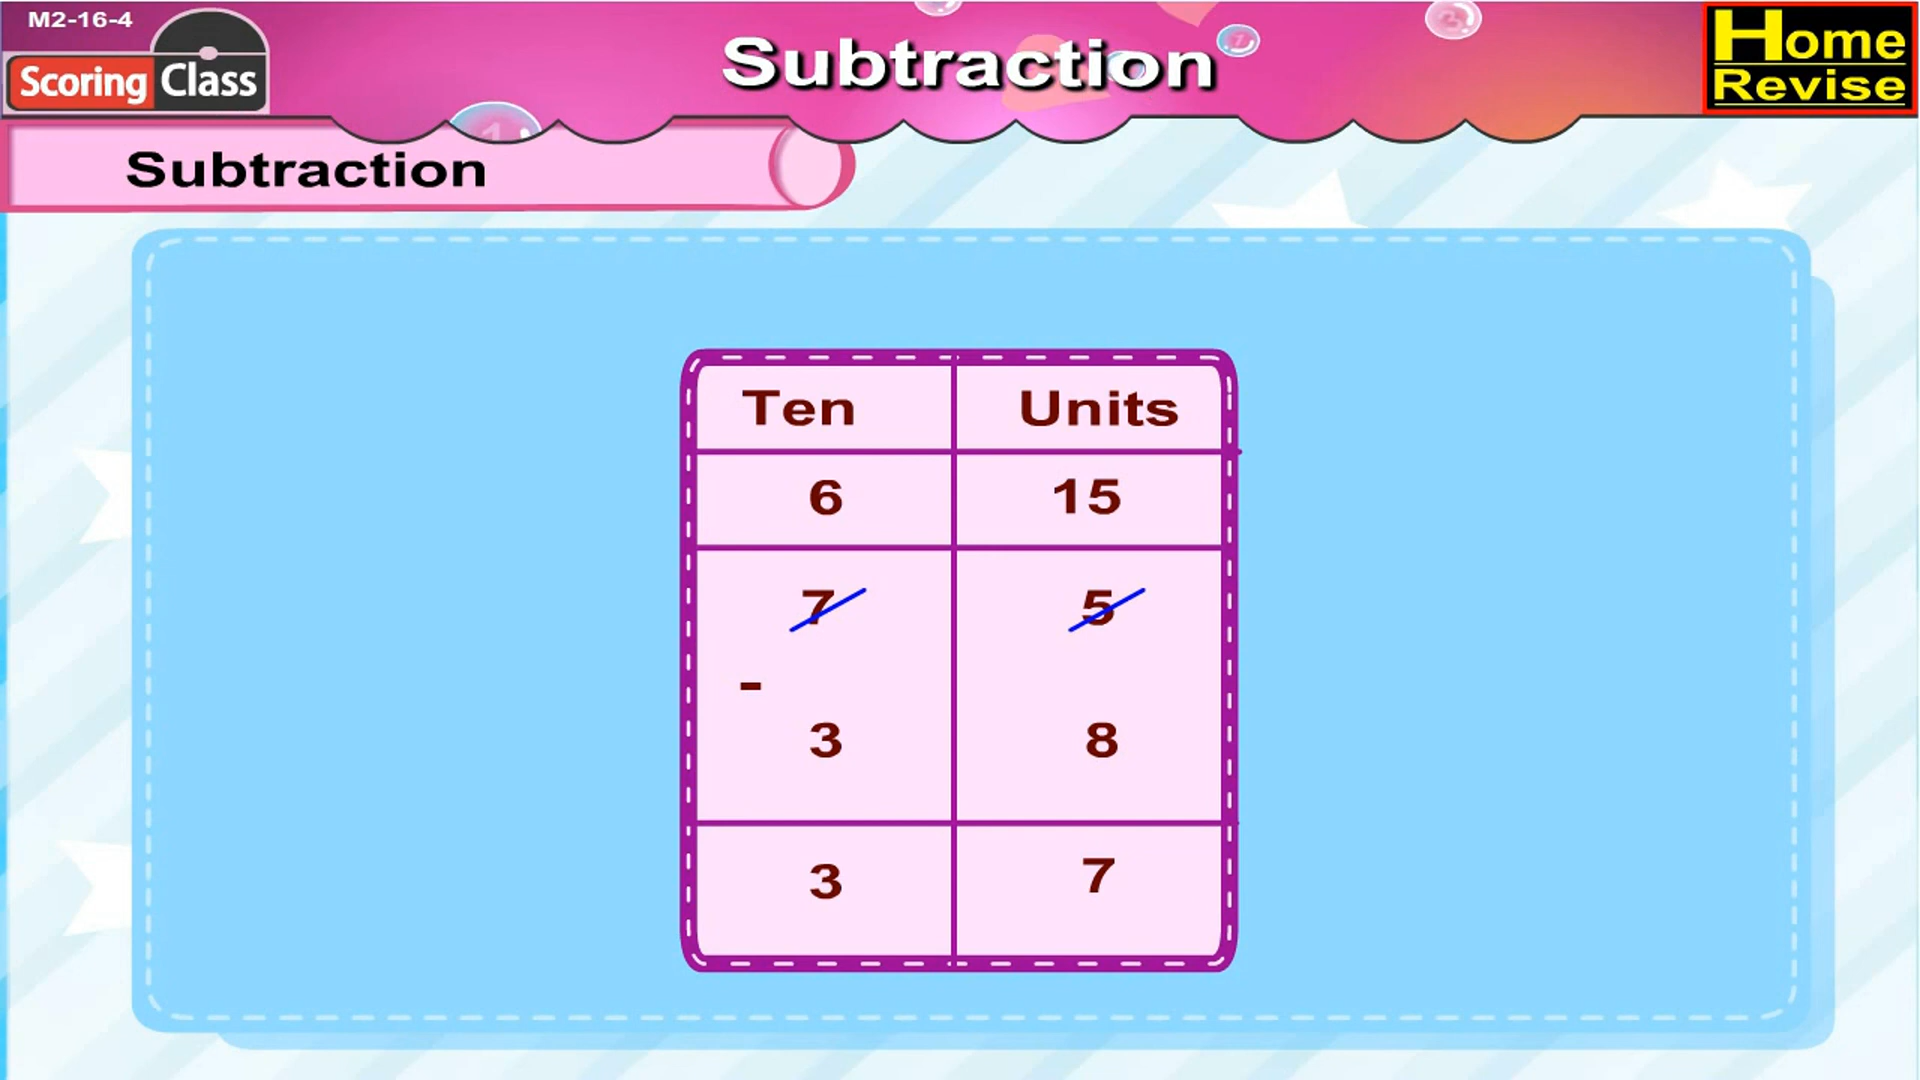 M2-16-4
Scoring Class
Subtraction
Home
Revise
Subtraction
Ten Units
6 15
7 5
-
3 8
3 7